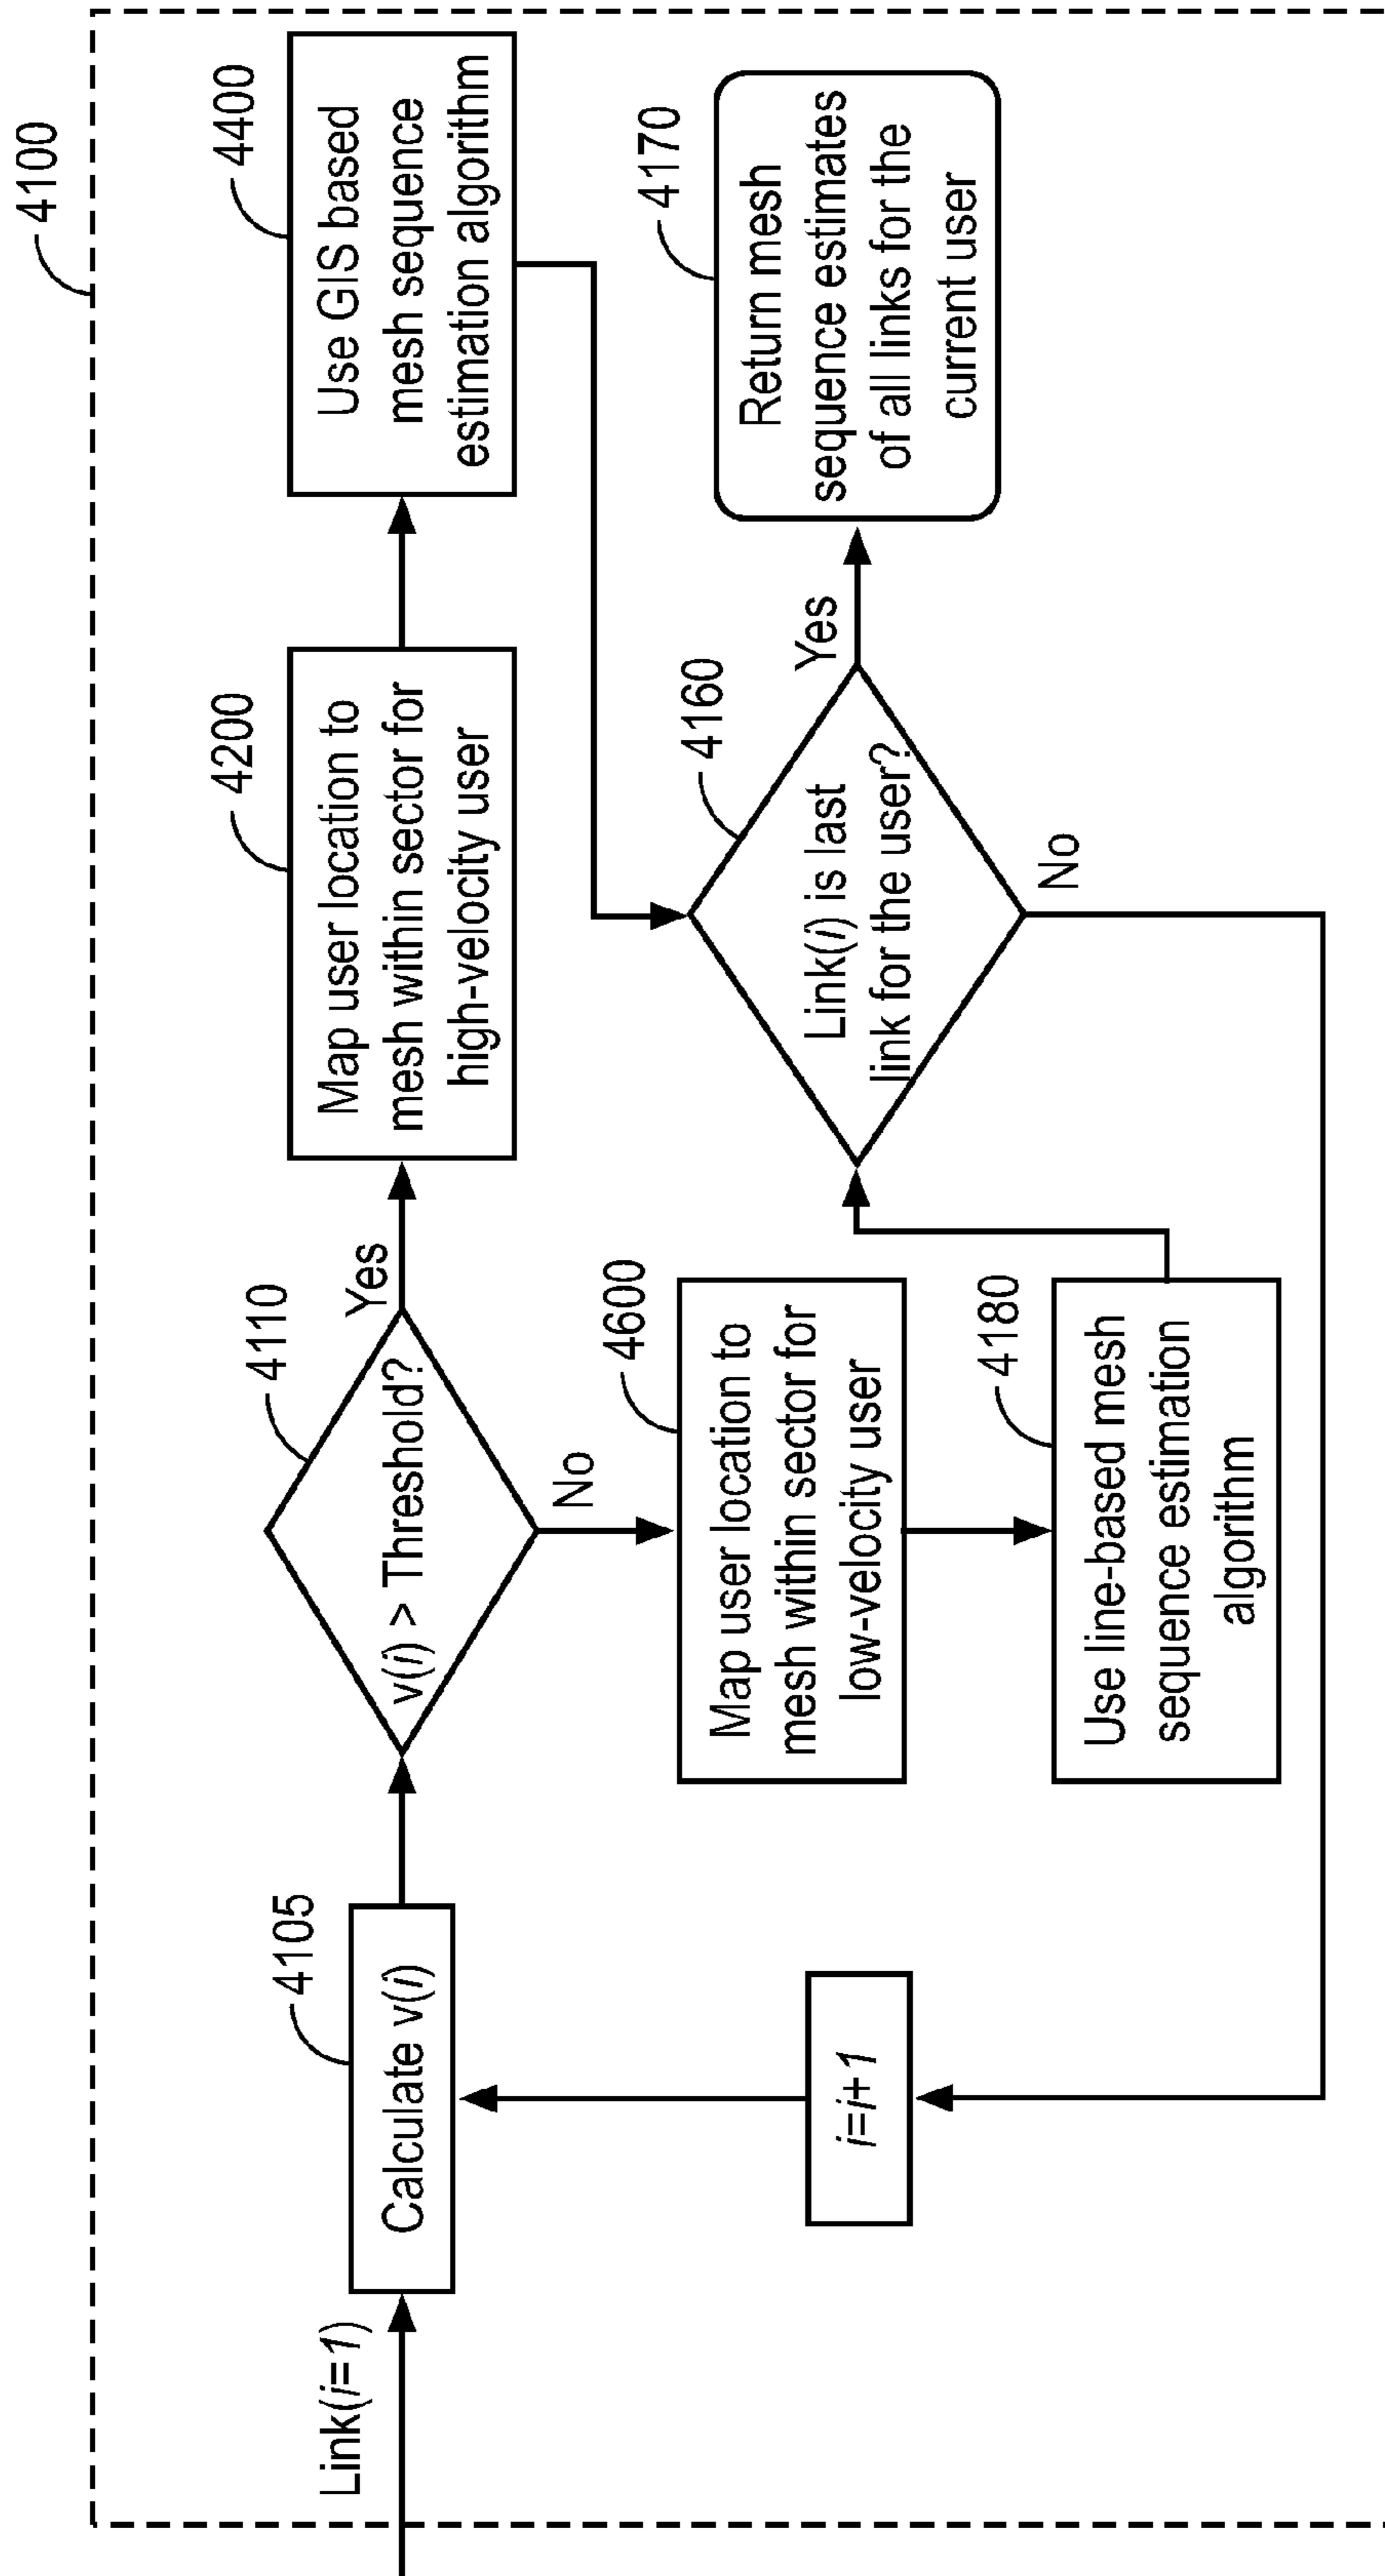 4100
Link(i=1)
4105
Calculate v(i)
4110
v(i) > Threshold?
Yes
No
4200
Map user location to
mesh within sector for
high-velocity user
4400
Use GIS based
mesh sequence
estimation algorithm
4600
Map user location to
mesh within sector for
low-velocity user
4180
Use line-based mesh
sequence estimation
algorithm
4160
Link(i) is last
link for the user?
Yes
No
4170
Return mesh
sequence estimates
of all links for the
current user
i=i+1